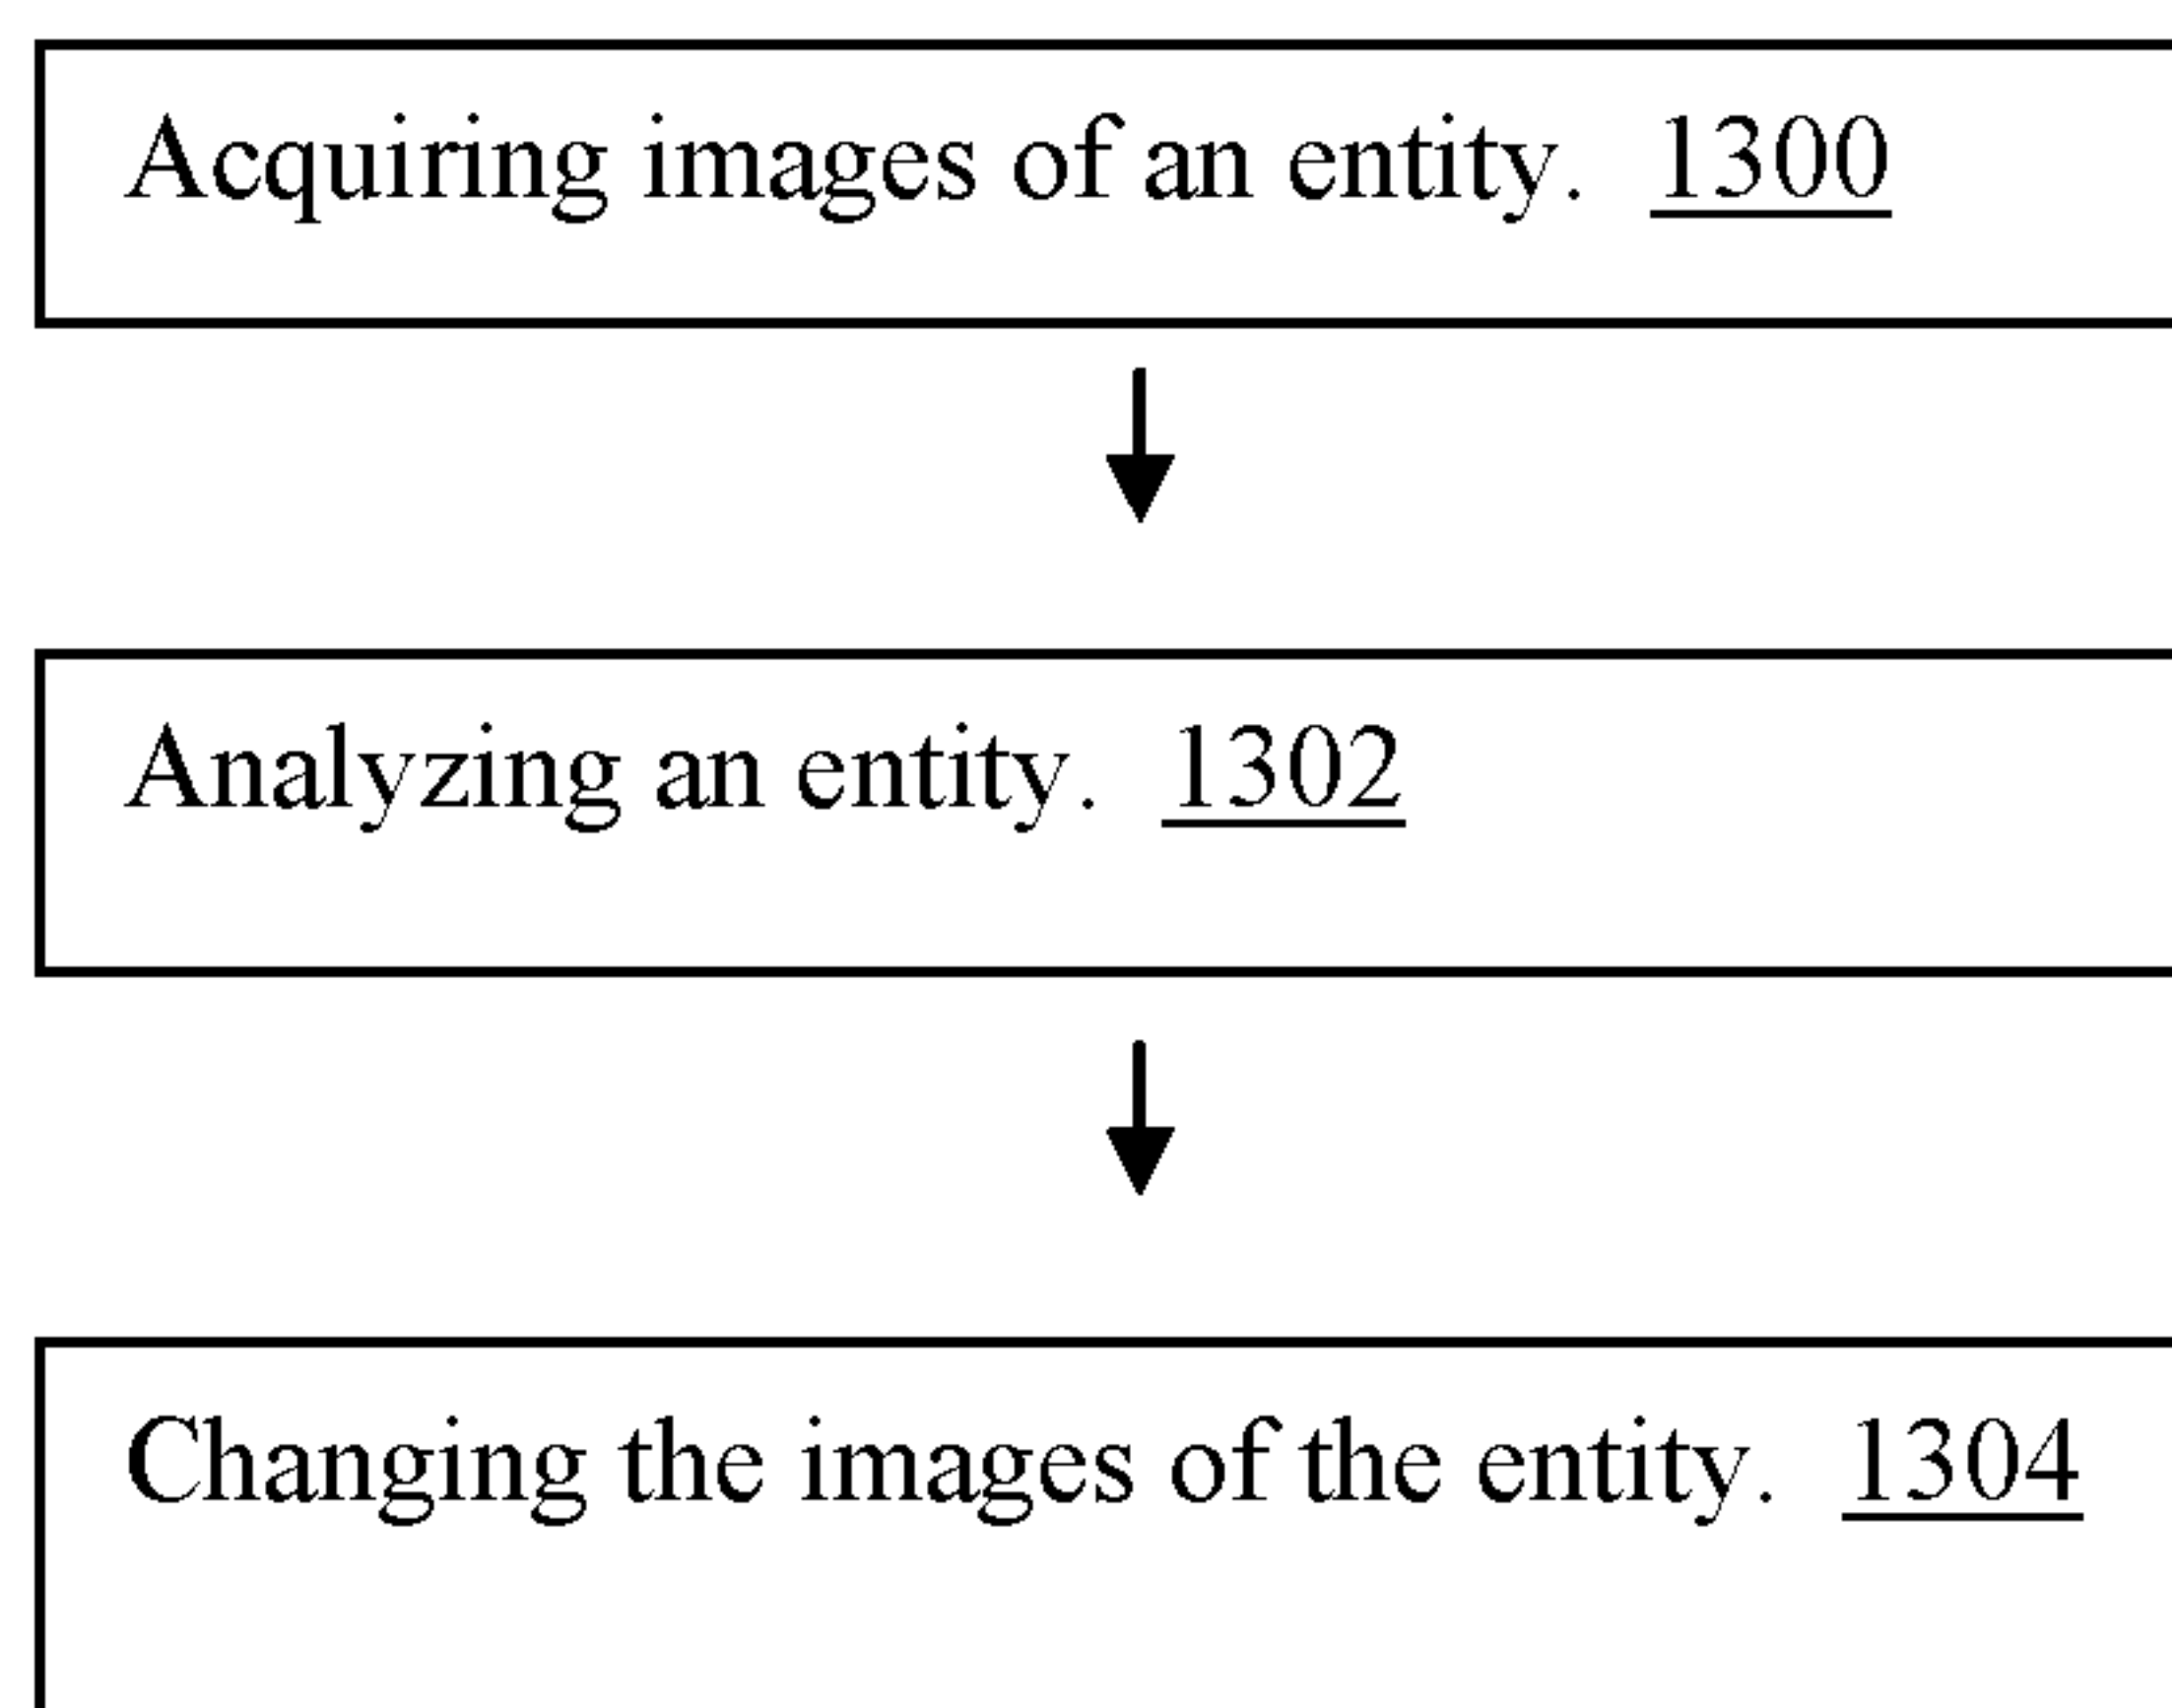 Acquiring images of an entity. 1300
Analyzing an entity. 1302
Changing the images of the entity. 1304